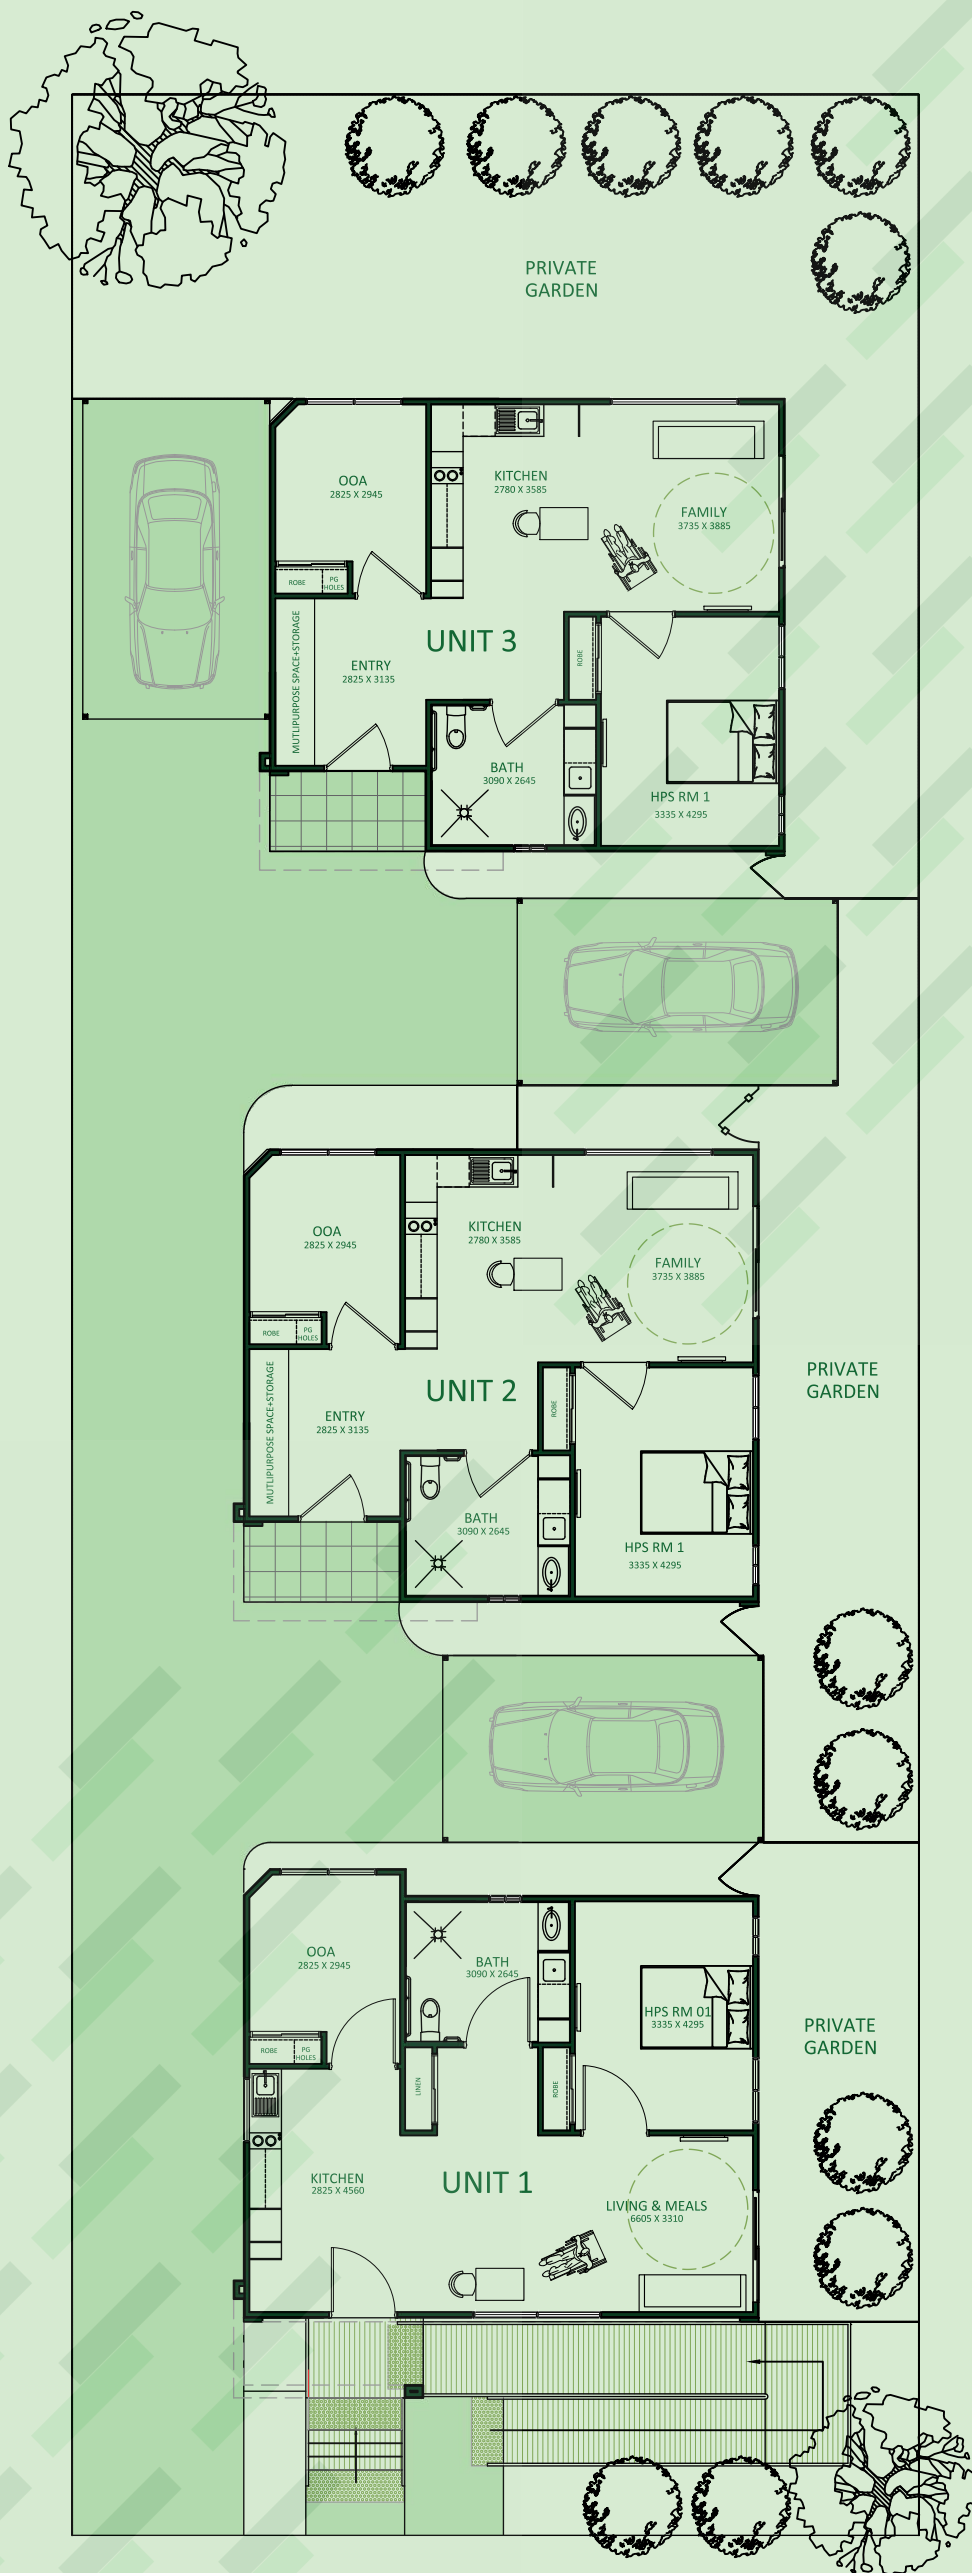 PRIVATE
GARDEN
OOA
2825 X 2945
KITCHEN
2780 X 3585
FAMILY
3735 X 3885
ROBE
PG
HOLES
MUTLIPURPOSE SPACE+STORAGE
UNIT 3
ENTRY
2825 X 3135
ROBE
BATH
3090 X 2645
HPS RM 1
3335 X 4295
OOA
2825 X 2945
KITCHEN
2780 X 3585
FAMILY
3735 X 3885
ROBE
PG
HOLES
MUTLIPURPOSE SPACE+STORAGE
UNIT 2
ENTRY
2825 X 3135
ROBE
PRIVATE
GARDEN
BATH
3090 X 2645
HPS RM 1
3335 X 4295
OOA
2825 X 2945
BATH
3090 X 2645
HPS RM 01
3335 X 4295
PRIVATE
GARDEN
ROBE
PG
HOLES
LINEN
ROBE
KITCHEN
2825 X 4560
UNIT 1
LIVING & MEALS
6605 X 3310